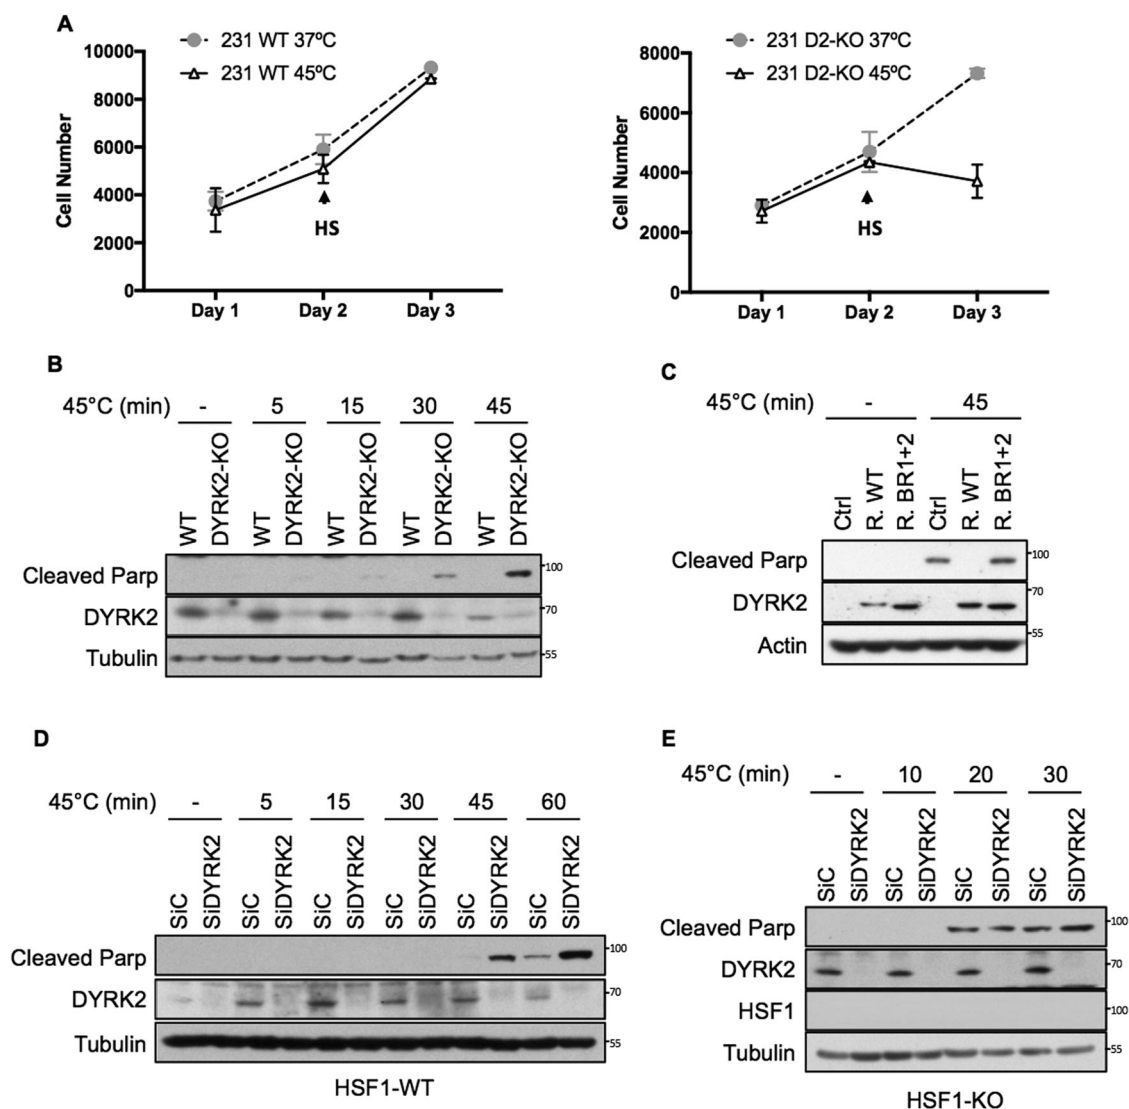 A
231 WT 37ºC
231 WT 45ºC
10000
8000
6000
4000
2000
0
Cell Number
HS
Day 1 Day 2 Day 3
231 D2-KO 37ºC
231 D2-KO 45ºC
8000
6000
4000
2000
0
Cell Number
HS
Day 1 Day 2 Day 3
B
45°C (min) - 5 15 30 45
WT DYRK2-KO WT DYRK2-KO WT DYRK2-KO WT DYRK2-KO WT DYRK2-KO
Cleaved Parp 100
DYRK2 70
Tubulin 55
C
45°C (min) - 45
Ctrl R. WT R. BR1+2 Ctrl R. WT R. BR1+2
Cleaved Parp 100
DYRK2 70
Actin 55
D
45°C (min) - 5 15 30 45 60
SiC SiDYRK2 SiC SiDYRK2 SiC SiDYRK2 SiC SiDYRK2 SiC SiDYRK2 SiC SiDYRK2
Cleaved Parp 100
DYRK2 70
Tubulin 55
HSF1-WT
E
45°C (min) - 10 20 30
SiC SiDYRK2 SiC SiDYRK2 SiC SiDYRK2 SiC SiDYRK2
Cleaved Parp 100
DYRK2 70
HSF1 100
Tubulin 55
HSF1-KO